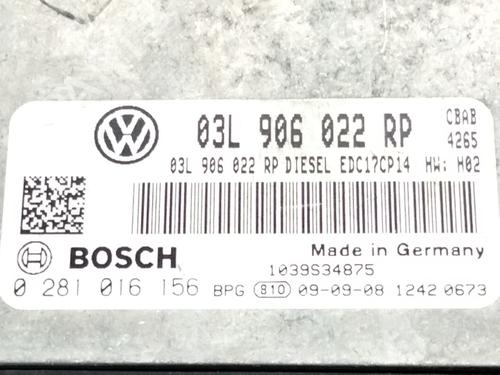 03L 906 022 RP CBAB
4265
03L 906 022 RP DIESEL EDC17CP14 HW: H02
BOSCH Made in Germany
1039S34875
0 281 016 156 BPG 810 09-09-08 1242 0673